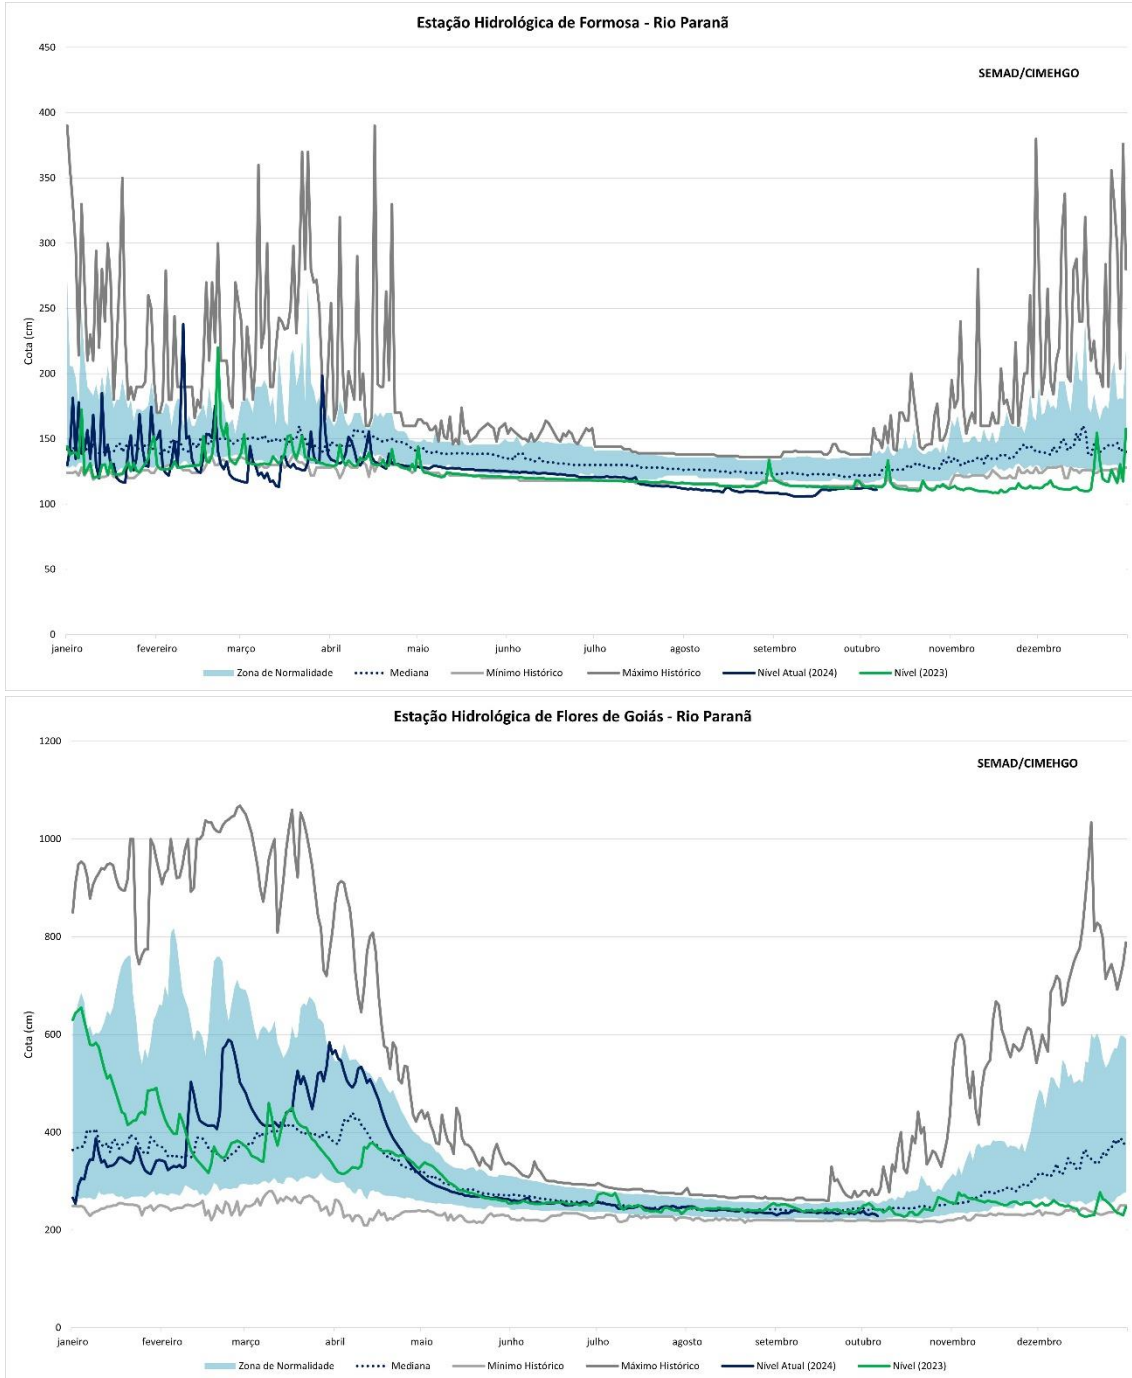 Estação Hidrológica de Formosa - Rio Paranã
SEMAD/CIMEHGO
Cota (cm)
450
400
350
300
250
200
150
100
50
0
janeiro fevereiro março abril maio junho julho agosto setembro outubro novembro dezembro
Zona de Normalidade Mediana Mínimo Histórico Máximo Histórico Nível Atual (2024) Nível (2023)
Estação Hidrológica de Flores de Goiás - Rio Paranã
SEMAD/CIMEHGO
Cota (cm)
1200
1000
800
600
400
200
0
janeiro fevereiro março abril maio junho julho agosto setembro outubro novembro dezembro
Zona de Normalidade Mediana Mínimo Histórico Máximo Histórico Nível Atual (2024) Nível (2023)